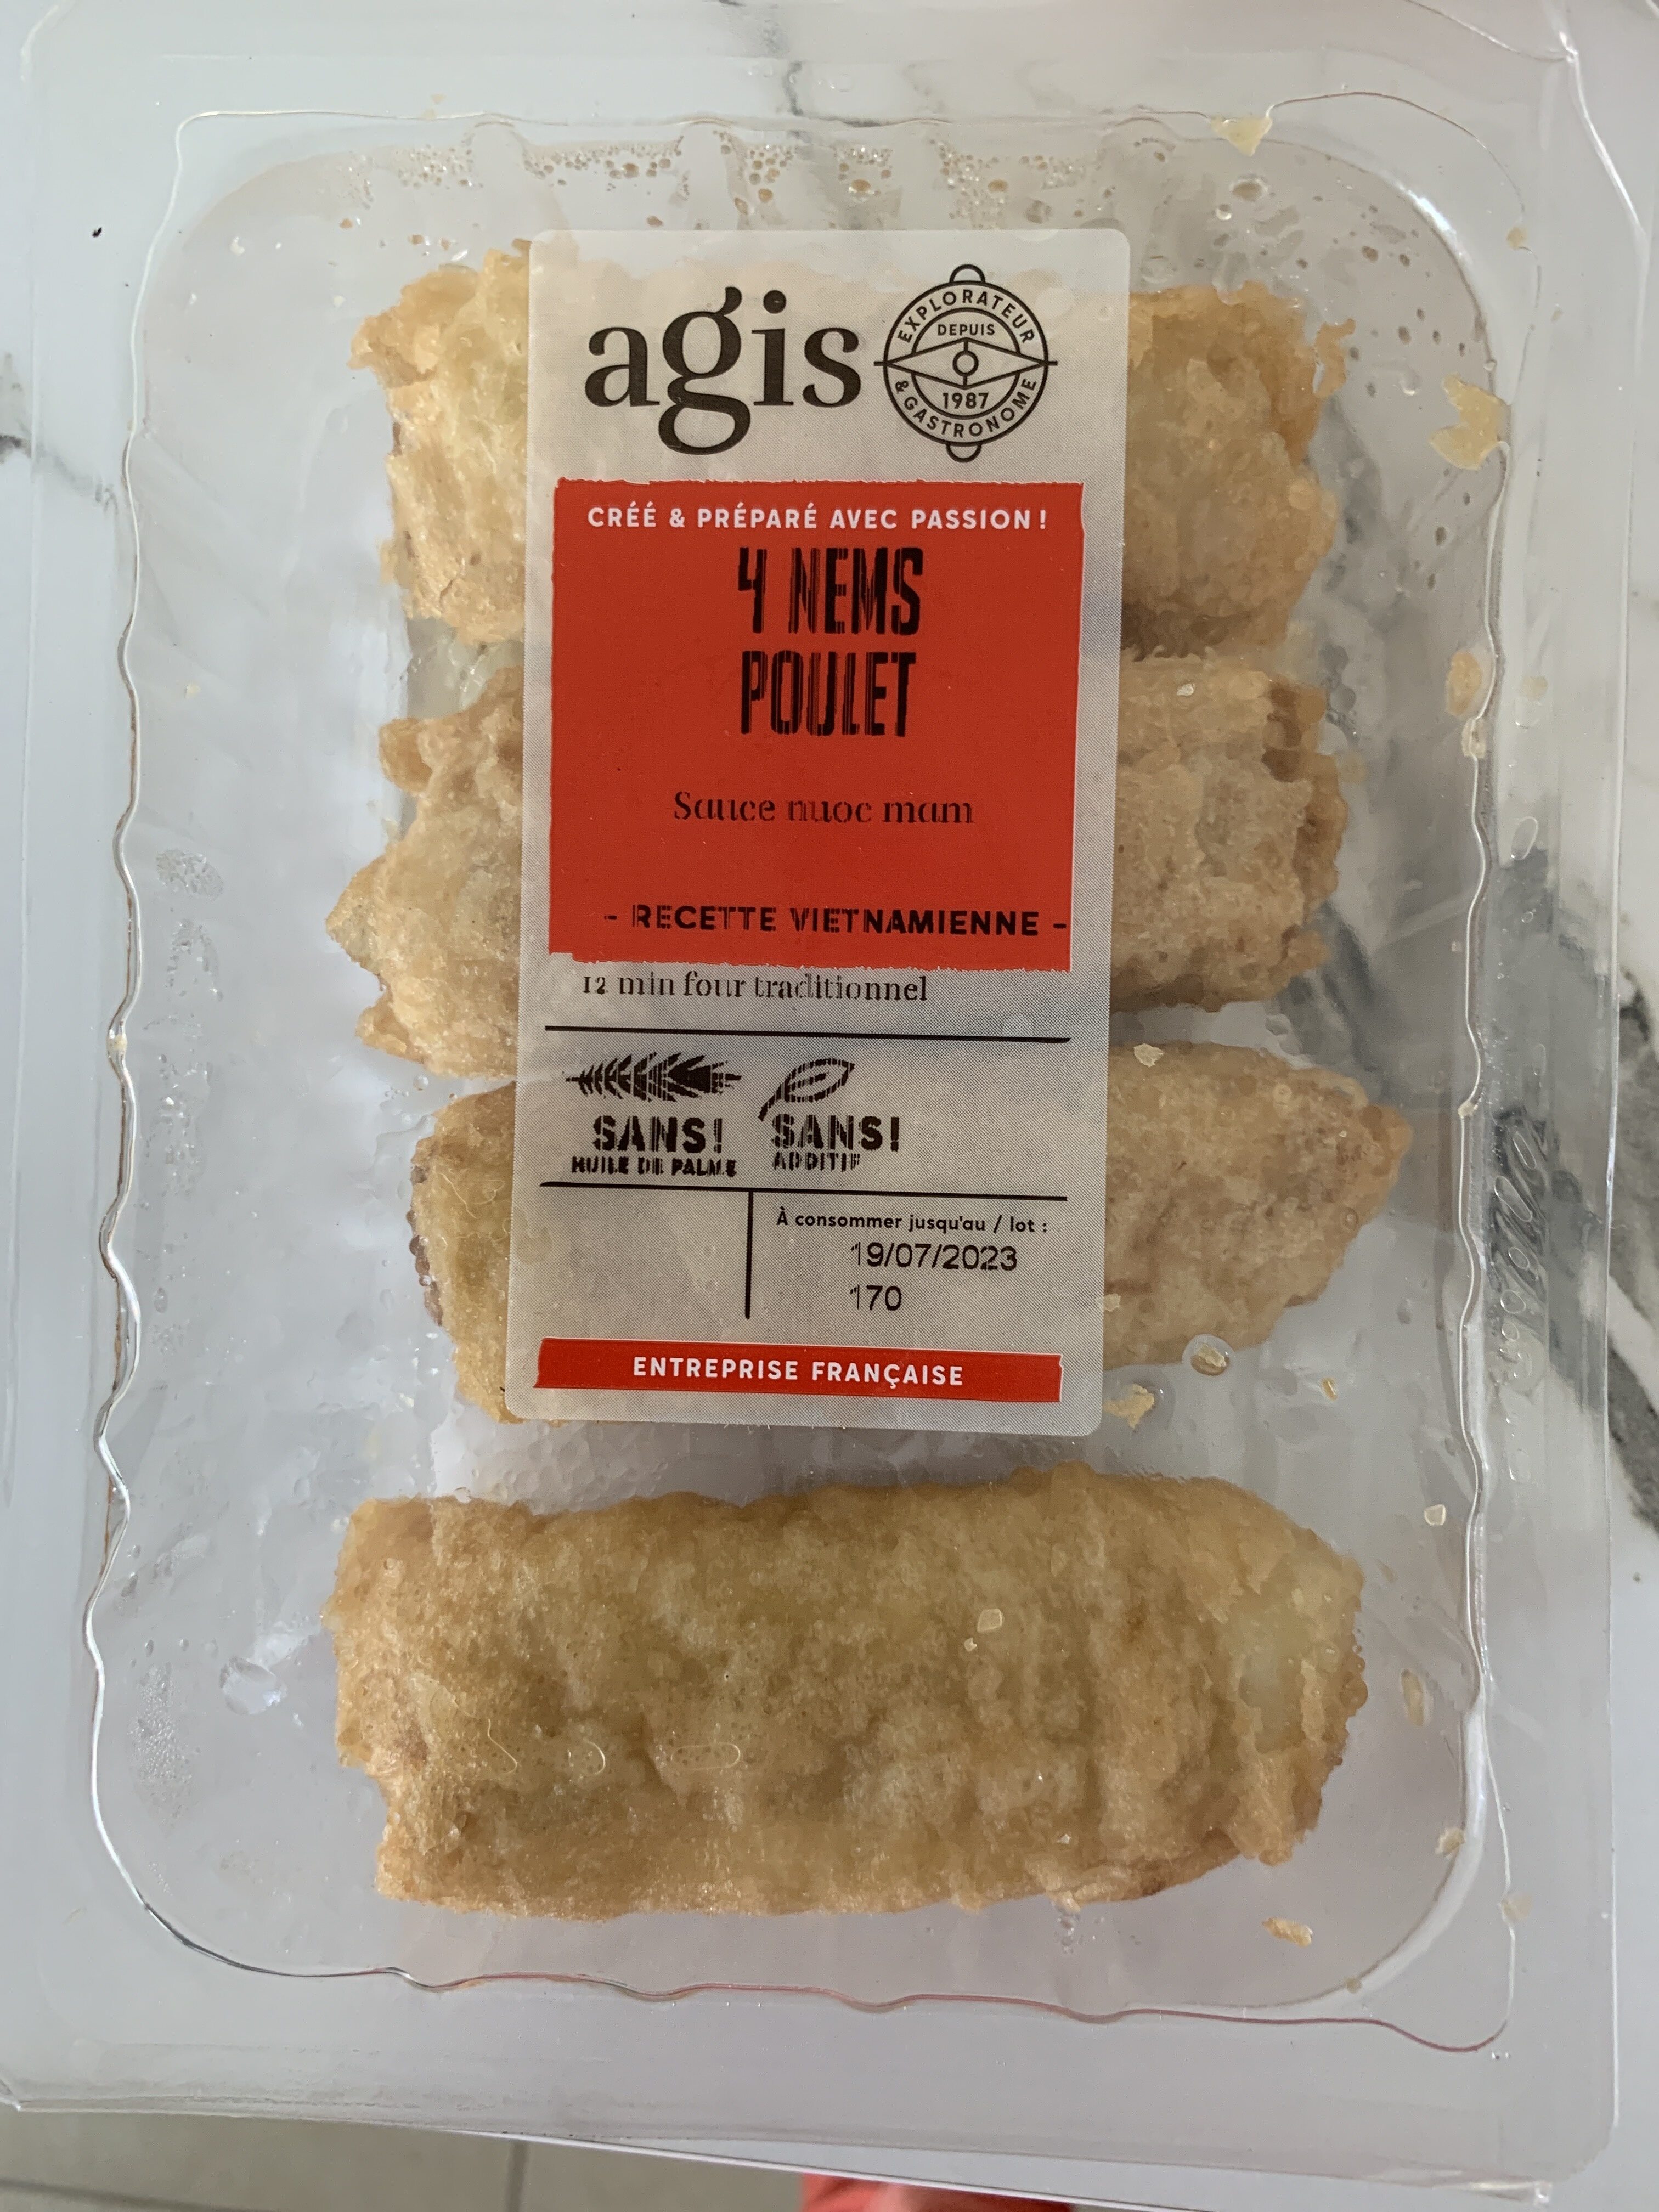 agis
EXPLORATEUR
DEPUIS
1987
& GASTRONOME
CRÉÉ & PRÉPARÉ AVEC PASSION !
4 NEMS
POULET
Sauce nuoc mam
- RECETTE VIETNAMIENNE -
12 min four traditionnel
SANS! SANS!
HUILE DE PALME ADDITIF
À consommer jusqu'au / lot :
19/07/2023
170
ENTREPRISE FRANÇAISE